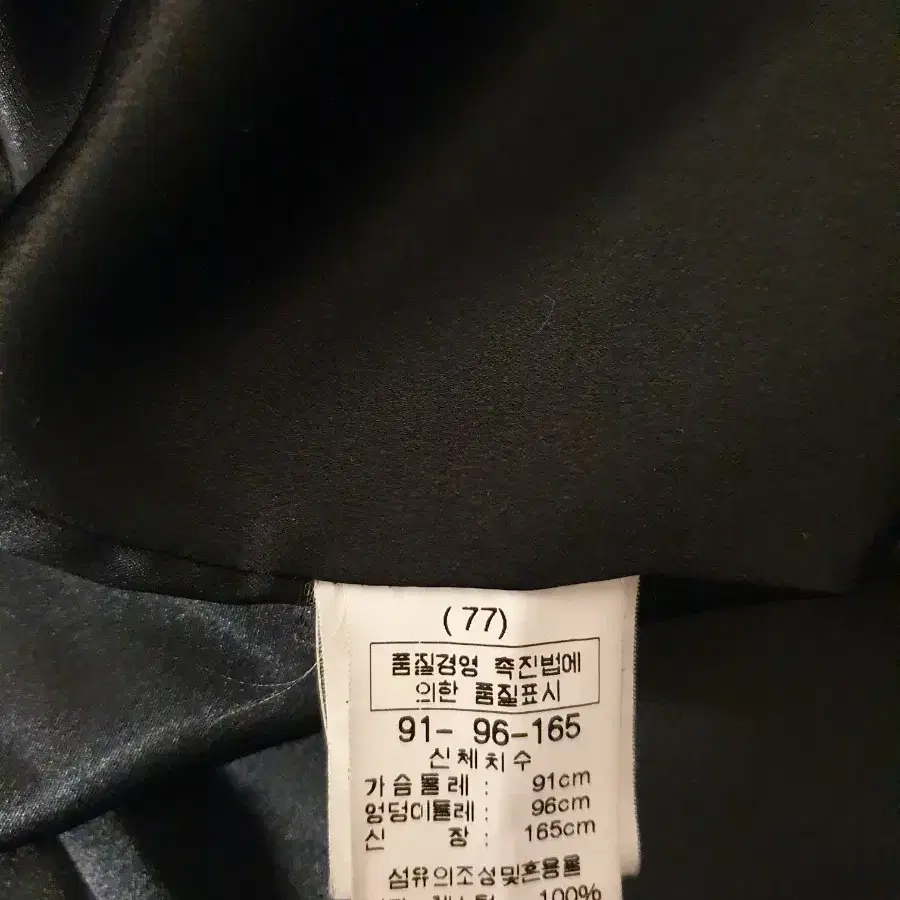 (77)
품질경영 촉진법에
의한 품질표시
91- 96-165
신체치수
가슴둘레 : 91cm
엉덩이둘레 : 96cm
신 장 : 165cm
섬유의조성및혼용률
100%